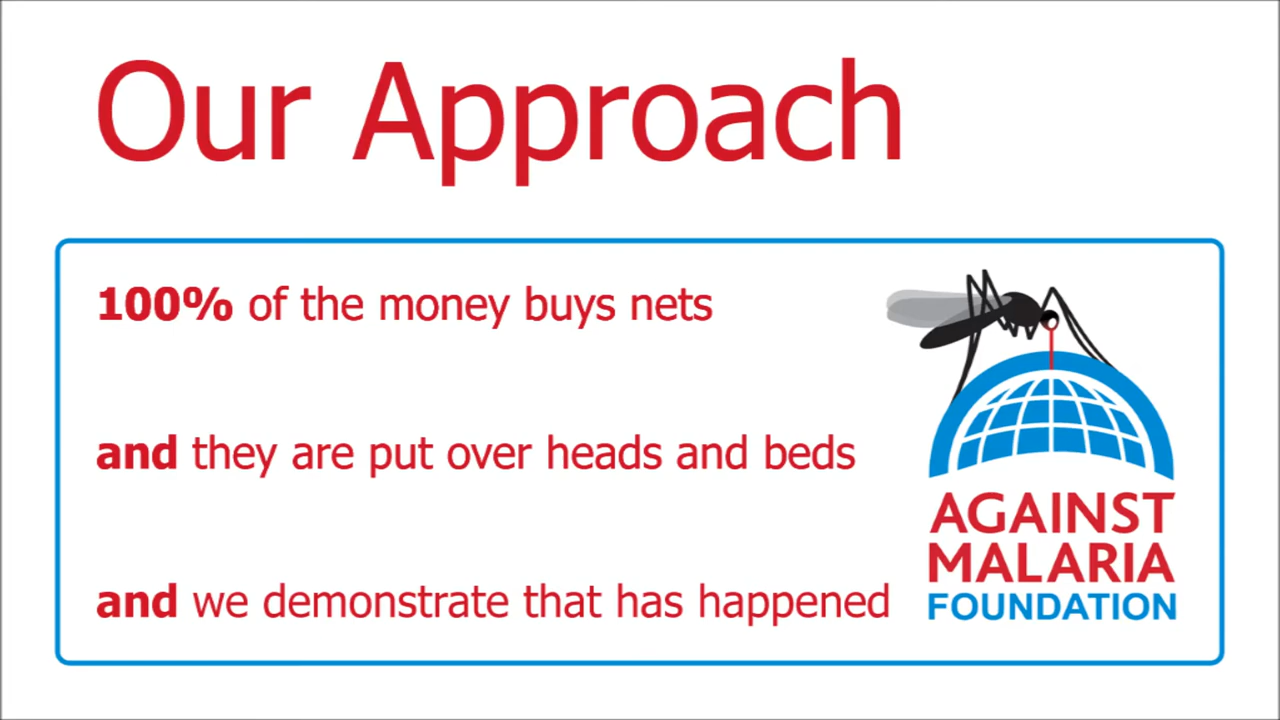 Our Approach
100% of the money buys nets
and they are put over heads and beds
and we demonstrate that has happened
AGAINST
MALARIA
FOUNDATION